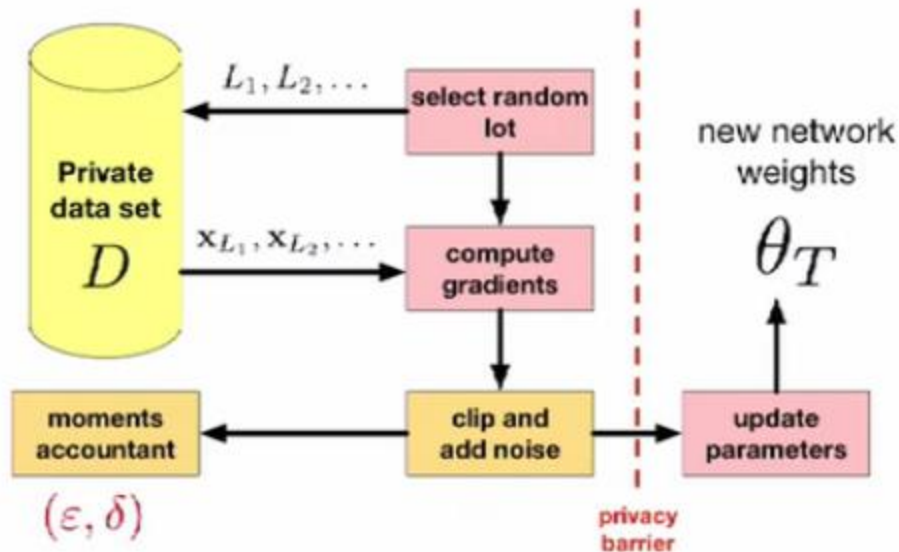 L₁, L₂, ...
select random
lot
new network
weights
Private
data set
D
x_{L₁}, x_{L₂}, ...
compute
gradients
θ_T
moments
accountant
clip and
add noise
update
parameters
(ε, δ)
privacy
barrier